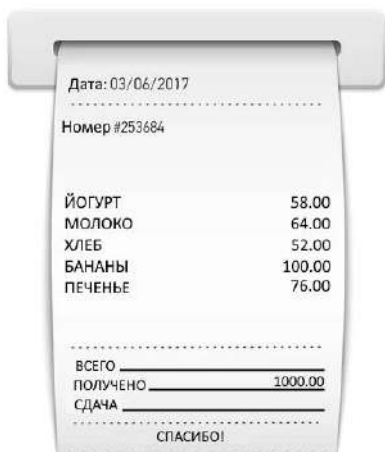 Дата: 03/06/2017
Номер #253684
ЙОГУРТ 58.00
МОЛОКО 64.00
ХЛЕБ 52.00
БАНАНЫ 100.00
ПЕЧЕНЬЕ 76.00
ВСЕГО
ПОЛУЧЕНО 1000.00
СДАЧА
СПАСИБО!